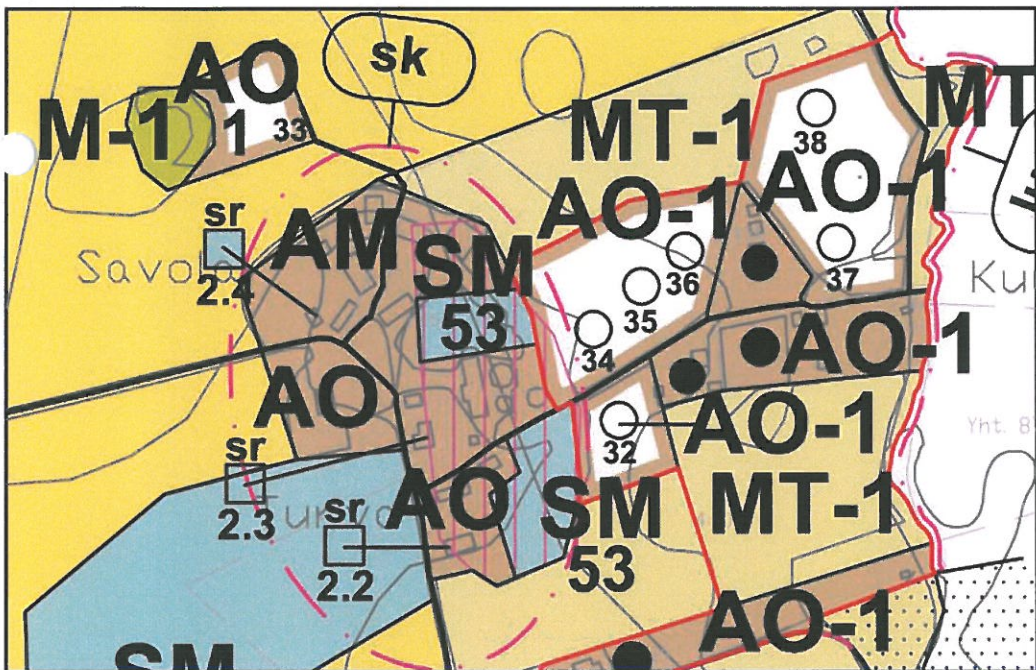 sk
AO
M-1
1
33
MT-1
MT
38
AO-1
AO-1
sr
AM
SM
53
Savola
2.4
36
35
34
37
Ku
AO-1
AO
AO-1
32
Yht. 8
sr
2.3
AO
SM
53
MT-1
sr
2.2
AO-1
SM